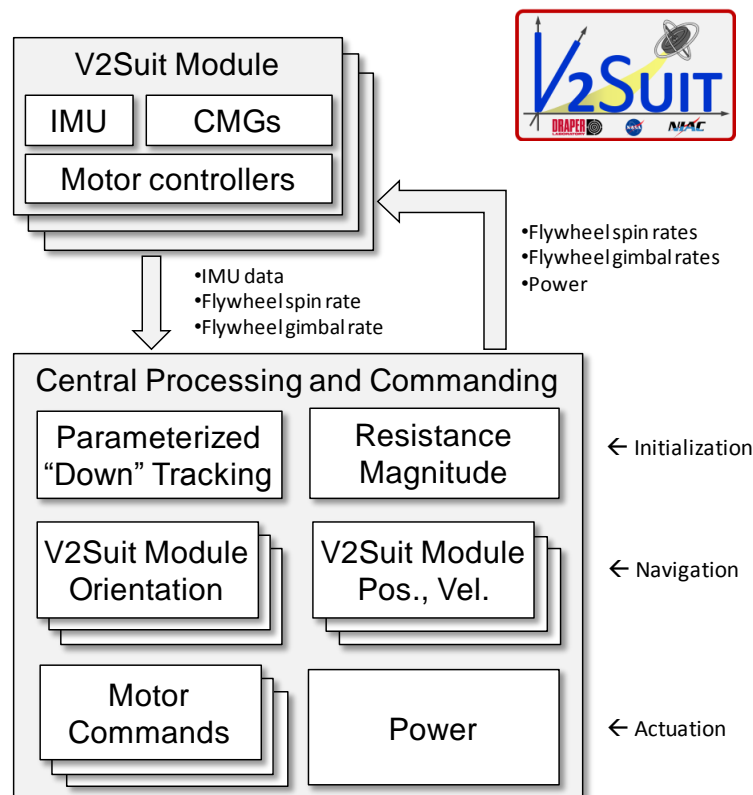 V2Suit Module
IMU
CMGs
Motor controllers
V2SUIT
DRAPER
LABORATORY
NASA
NIAC
•Flywheel spin rates
•Flywheel gimbal rates
•Power
•IMU data
•Flywheel spin rate
•Flywheel gimbal rate
Central Processing and Commanding
Parameterized
“Down” Tracking
Resistance
Magnitude
← Initialization
V2Suit Module
Orientation
V2Suit Module
Pos., Vel.
← Navigation
Motor
Commands
Power
← Actuation